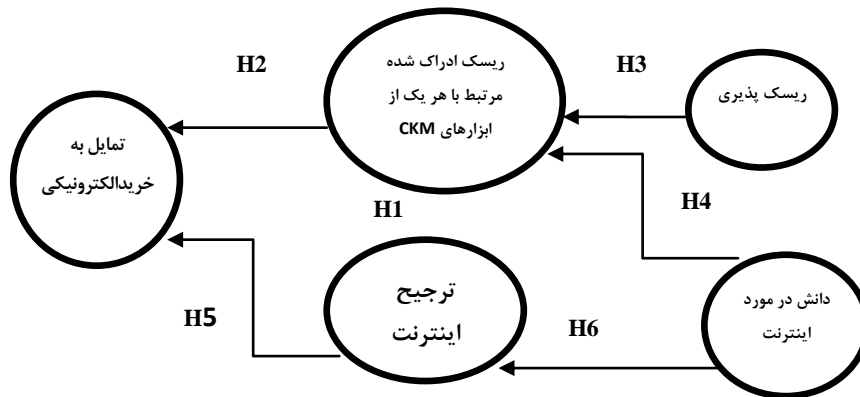 H2
ریسک ادراک شده
مرتبط با هر یک از
ابزارهای CKM
H3
ریسک پذیری
تمایل به
خریدالکترونیکی
H1
H4
ترجیح
اینترنت
H5
H6
دانش در مورد
اینترنت